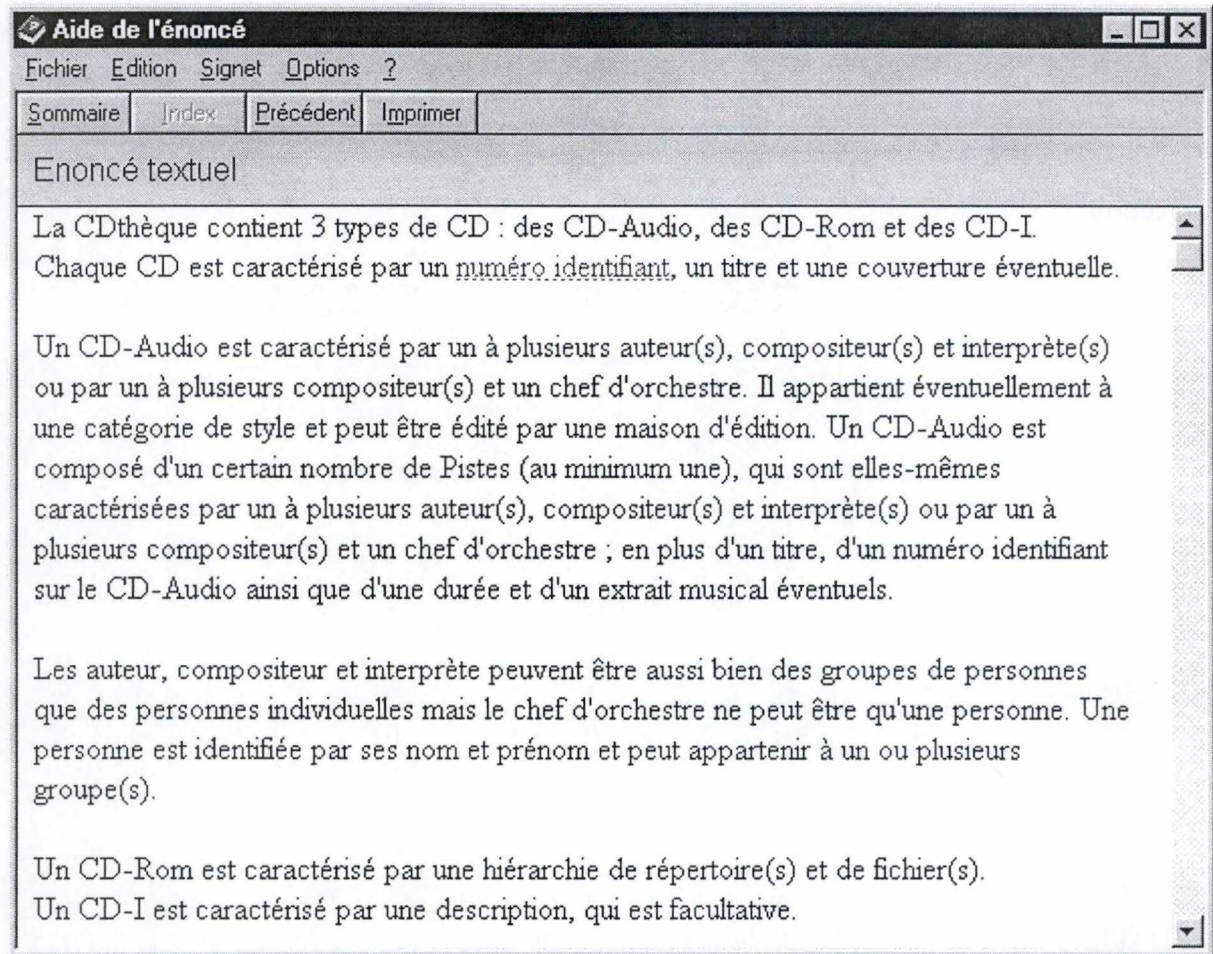 Aide de l'énoncé
Fichier Edition Signet Options ?
Sommaire Index Précédent Imprimer
Enoncé textuel
La CDthèque contient 3 types de CD : des CD-Audio, des CD-Rom et des CD-I.
Chaque CD est caractérisé par un numéro identifiant, un titre et une couverture éventuelle.
Un CD-Audio est caractérisé par un à plusieurs auteur(s), compositeur(s) et interprète(s)
ou par un à plusieurs compositeur(s) et un chef d'orchestre. Il appartient éventuellement à
une catégorie de style et peut être édité par une maison d'édition. Un CD-Audio est
composé d'un certain nombre de Pistes (au minimum une), qui sont elles-mêmes
caractérisées par un à plusieurs auteur(s), compositeur(s) et interprète(s) ou par un à
plusieurs compositeur(s) et un chef d'orchestre ; en plus d'un titre, d'un numéro identifiant
sur le CD-Audio ainsi que d'une durée et d'un extrait musical éventuels.
Les auteur, compositeur et interprète peuvent être aussi bien des groupes de personnes
que des personnes individuelles mais le chef d'orchestre ne peut être qu'une personne. Une
personne est identifiée par ses nom et prénom et peut appartenir à un ou plusieurs
groupe(s).
Un CD-Rom est caractérisé par une hiérarchie de répertoire(s) et de fichier(s).
Un CD-I est caractérisé par une description, qui est facultative.